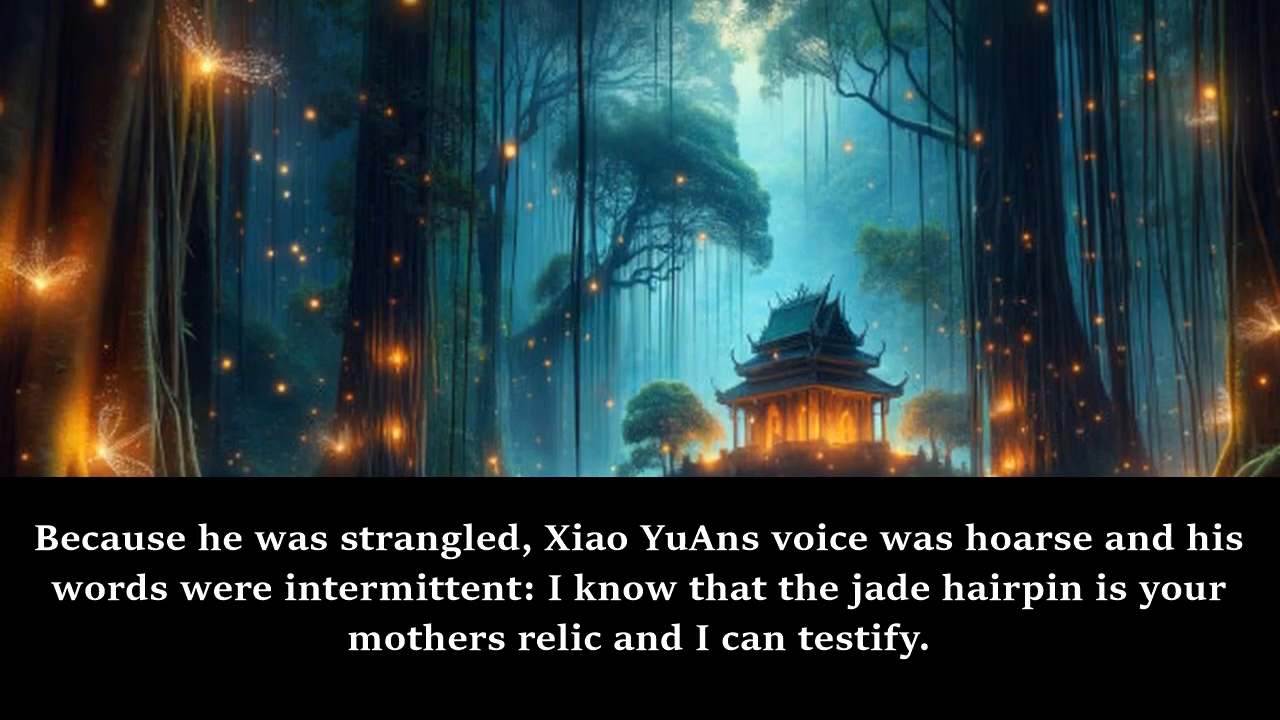 Because he was strangled, Xiao YuAns voice was hoarse and his
words were intermittent: I know that the jade hairpin is your
mothers relic and I can testify.